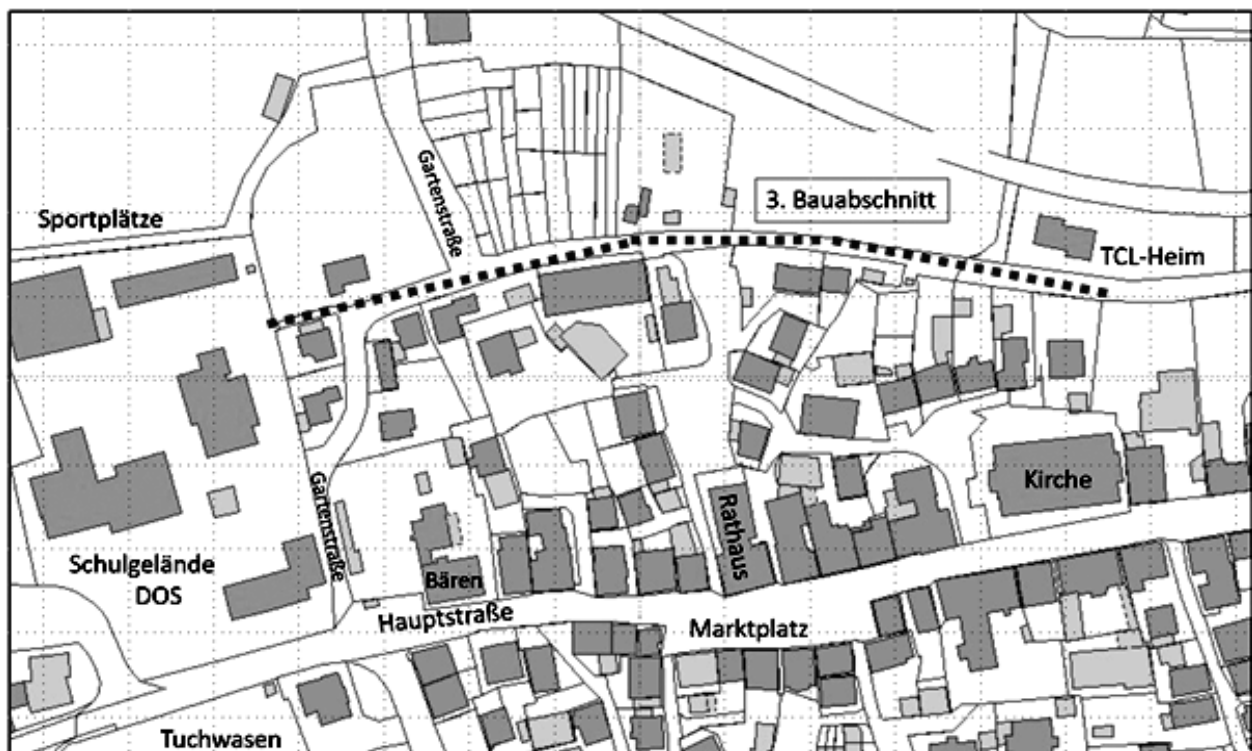 Gartenstraße
3. Bauabschnitt
Sportplätze
TCL-Heim
Kirche
Gartenstraße
Rathaus
Schulgelände
DOS
Bären
Hauptstraße
Marktplatz
Tuchwasen